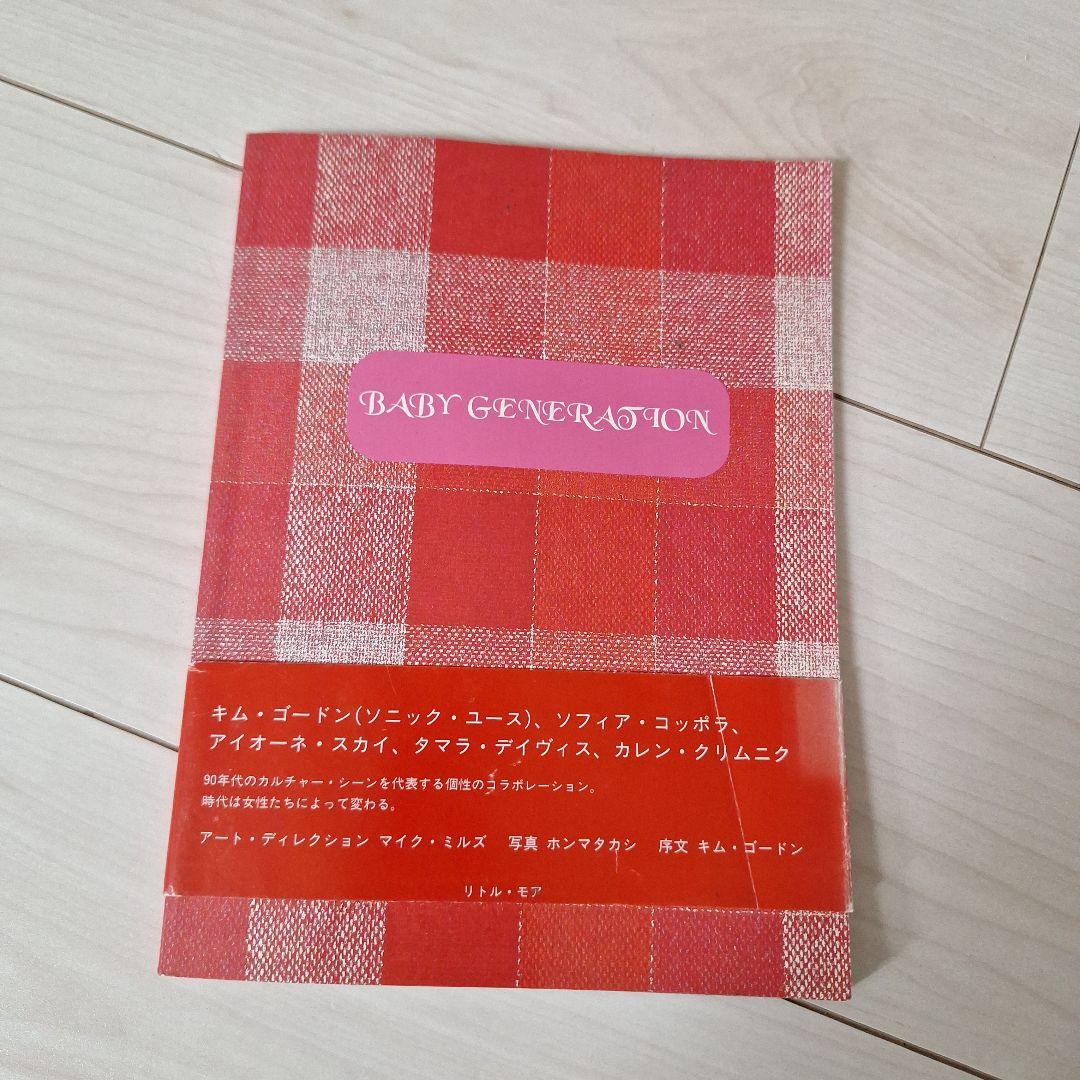 BABY GENERATION
キム・ゴードン(ソニック・ユース)、ソフィア・コッポラ、
アイオーネ・スカイ、タマラ・デイヴィス、カレン・クリムニク
90年代のカルチャー・シーンを代表する個性のコラボレーション。
時代は女性たちによって変わる。
アート・ディレクション マイク・ミルズ 写真 ホンマタカシ 序文 キム・ゴードン
リトル・モア